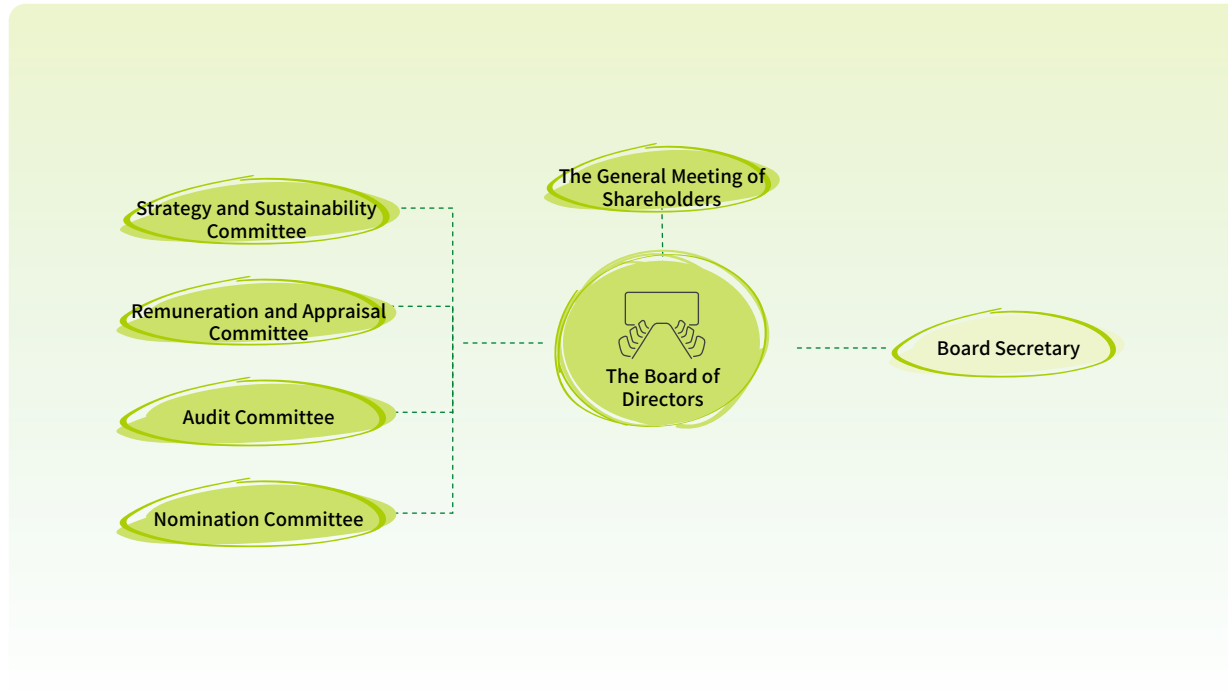 The General Meeting of
Shareholders
Strategy and Sustainability
Committee
Remuneration and Appraisal
Committee
Audit Committee
Nomination Committee
The Board of
Directors
Board Secretary